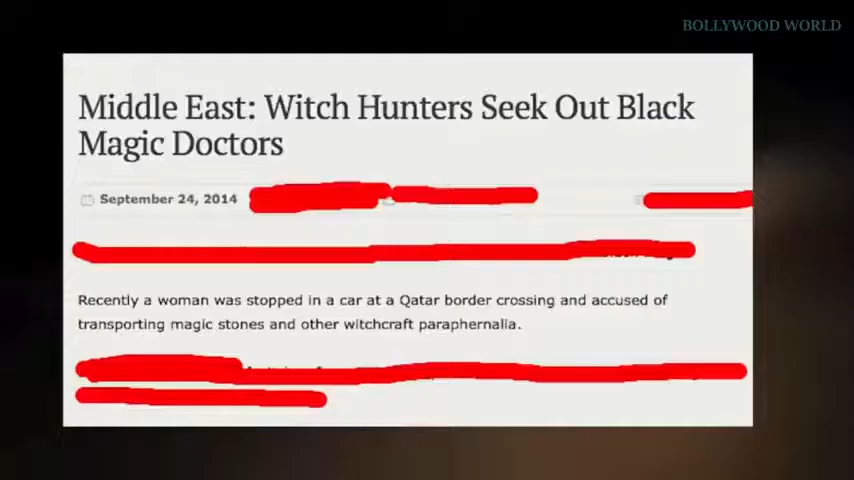 BOLLYWOOD WORLD
Middle East: Witch Hunters Seek Out Black
Magic Doctors
September 24, 2014
Recently a woman was stopped in a car at a Qatar border crossing and accused of
transporting magic stones and other witchcraft paraphernalia.